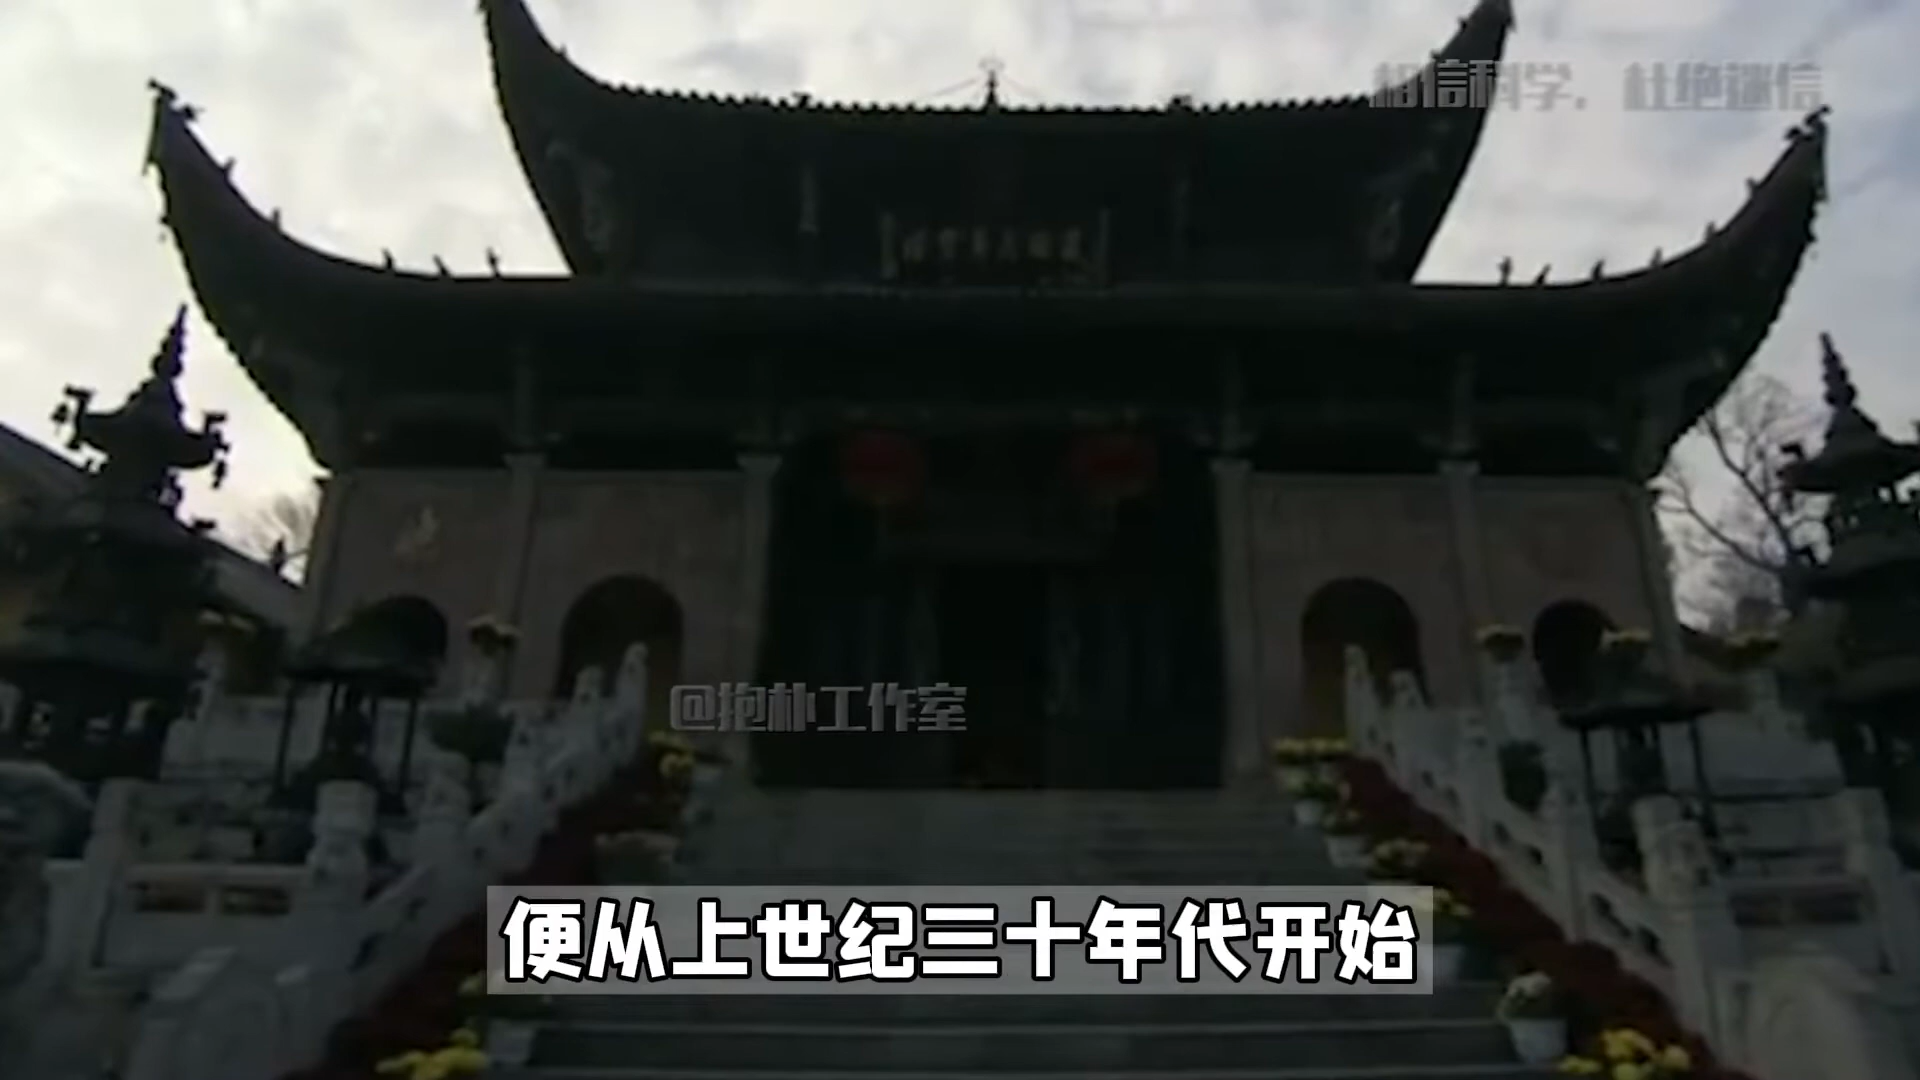 相信科学，杜绝迷信
@抱朴工作室
便从上世纪三十年代开始